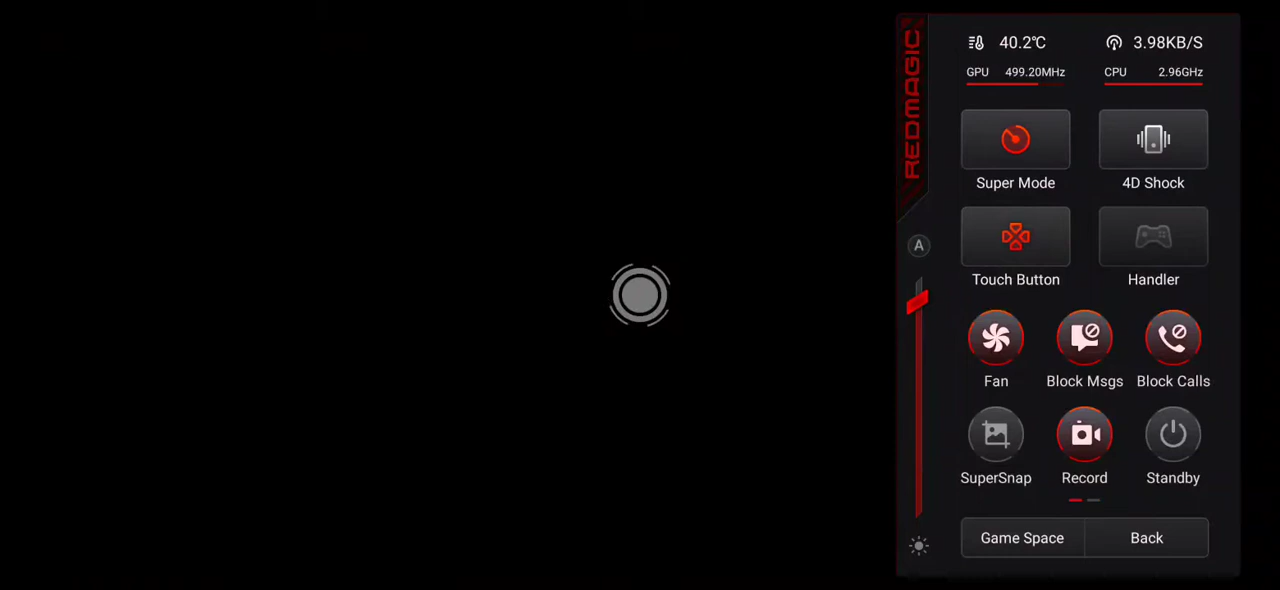 REDMAGIC
40.2℃ 3.98KB/S
GPU 499.20MHz CPU 2.96GHz
Super Mode 4D Shock
A
Touch Button Handler
Fan Block Msgs Block Calls
SuperSnap Record Standby
Game Space Back